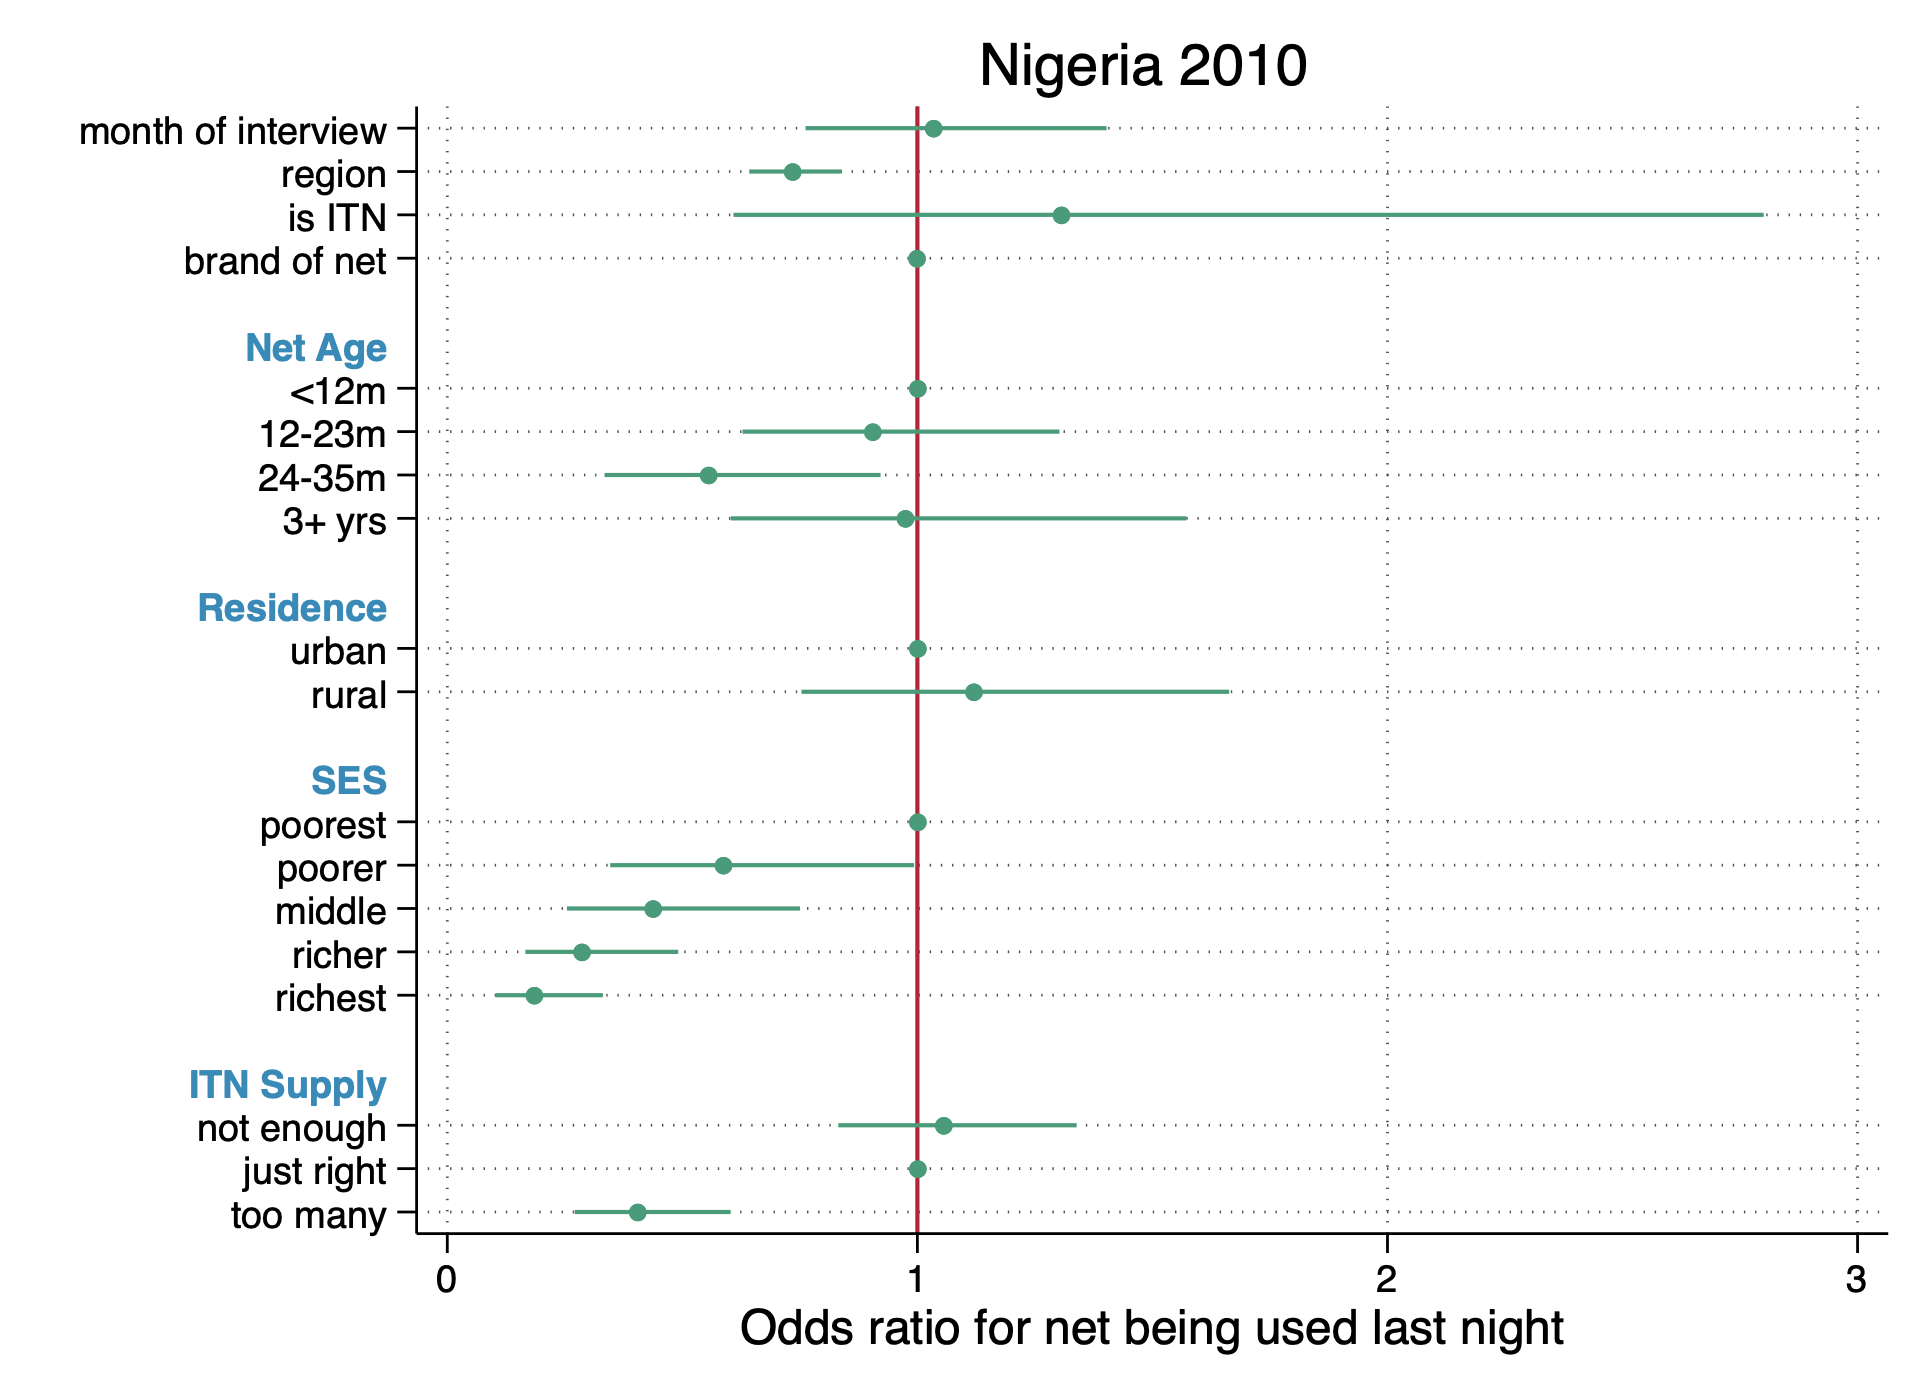 Nigeria 2010
month of interview
region
is ITN
brand of net
Net Age
<12m
12-23m
24-35m
3+ yrs
Residence
urban
rural
SES
poorest
poorer
middle
richer
richest
ITN Supply
not enough
just right
too many
0 1 2 3
Odds ratio for net being used last night